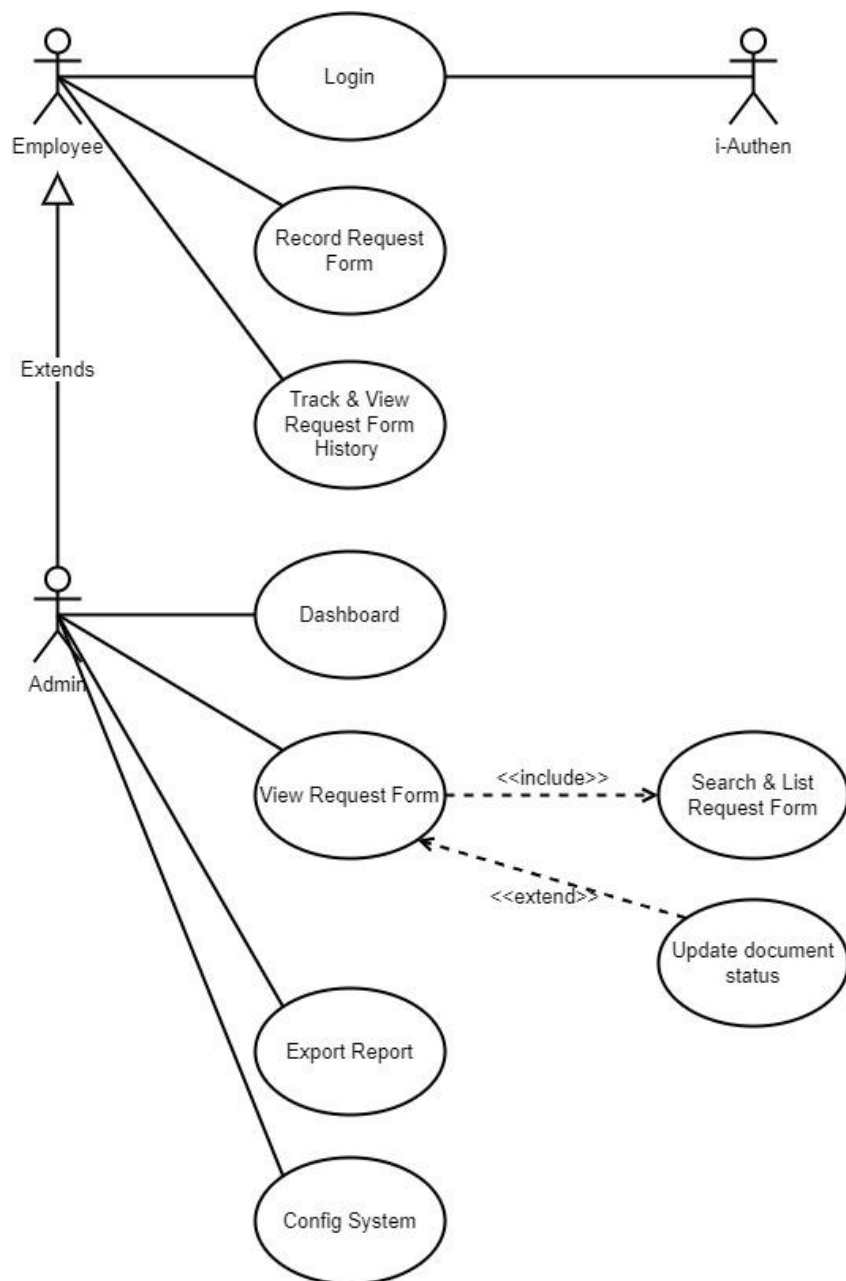 Login
Employee
i-Authen
Record Request
Form
Extends
Track & View
Request Form
History
Dashboard
Admin
View Request Form
<<include>>
Search & List
Request Form
<<extend>>
Update document
status
Export Report
Config System